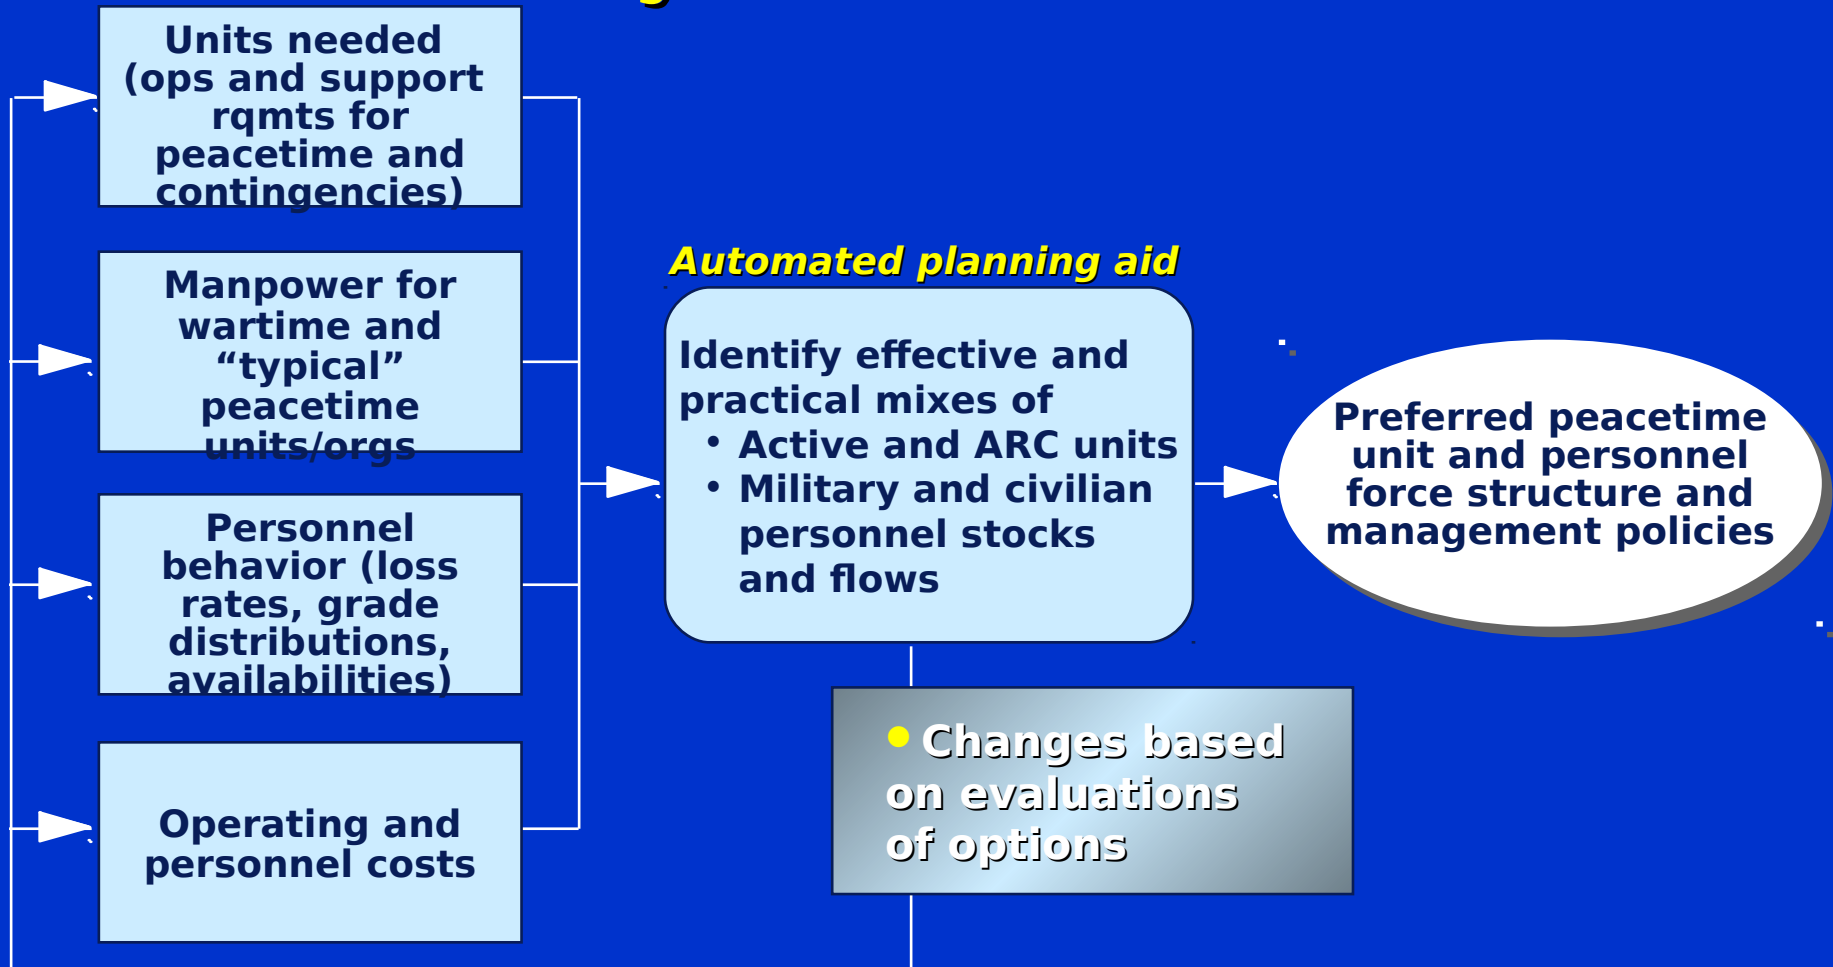 Units needed
(ops and support
rqmts for
peacetime and
contingencies)
Manpower for
wartime and
“typical”
peacetime
units/orgs
Personnel
behavior (loss
rates, grade
distributions,
availabilities)
Operating and
personnel costs
Automated planning aid
Identify effective and
practical mixes of
• Active and ARC units
• Military and civilian
personnel stocks
and flows
Preferred peacetime
unit and personnel
force structure and
management policies
• Changes based
on evaluations
of options